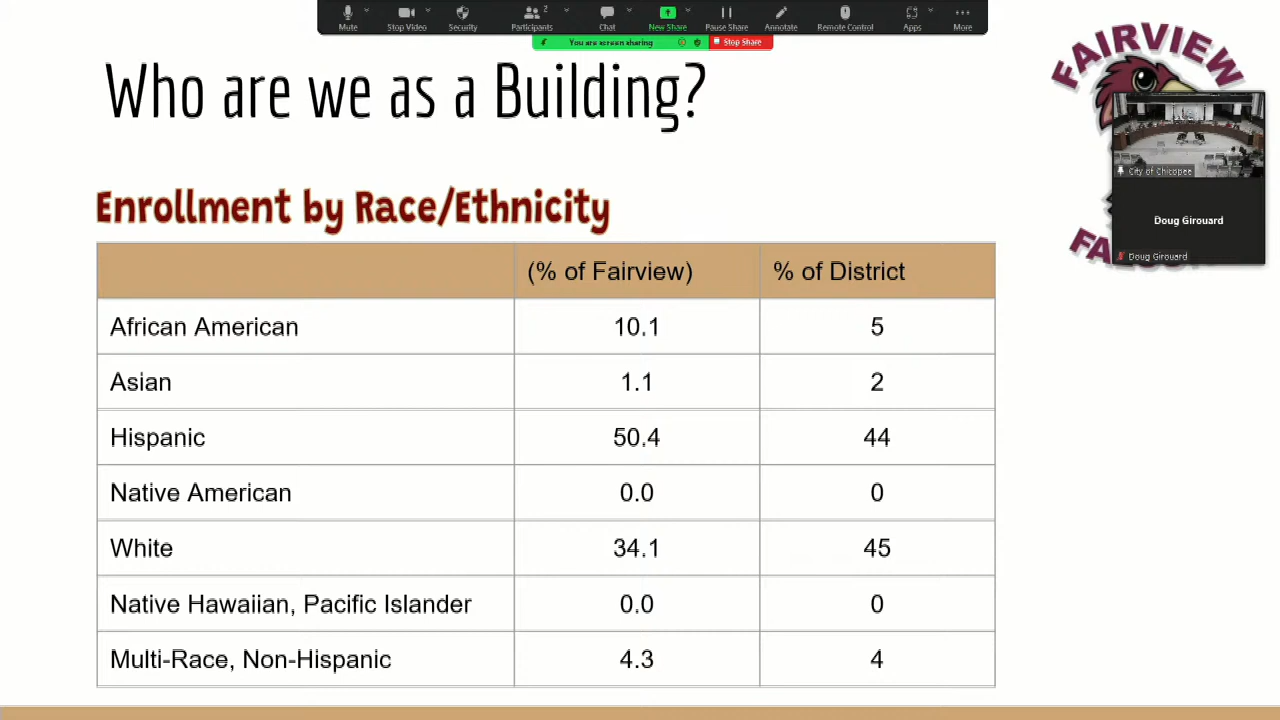 Mute
Stop Video
Security
Participants
2
Chat
New Share
Pause Share
Annotate
Remote Control
Apps
More
You are screen sharing
Stop Share
Who are we as a Building?
FAIRVIEW
City of Chicopee
Doug Girouard
Doug Girouard
Enrollment by Race/Ethnicity
(% of Fairview) % of District
African American 10.1 5
Asian 1.1 2
Hispanic 50.4 44
Native American 0.0 0
White 34.1 45
Native Hawaiian, Pacific Islander 0.0 0
Multi-Race, Non-Hispanic 4.3 4